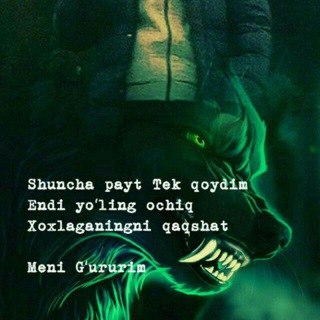 Shuncha payt Tek qoydim
Endi yo'ling ochiq
Xoxlaganingni qaqshat
Meni G'ururim